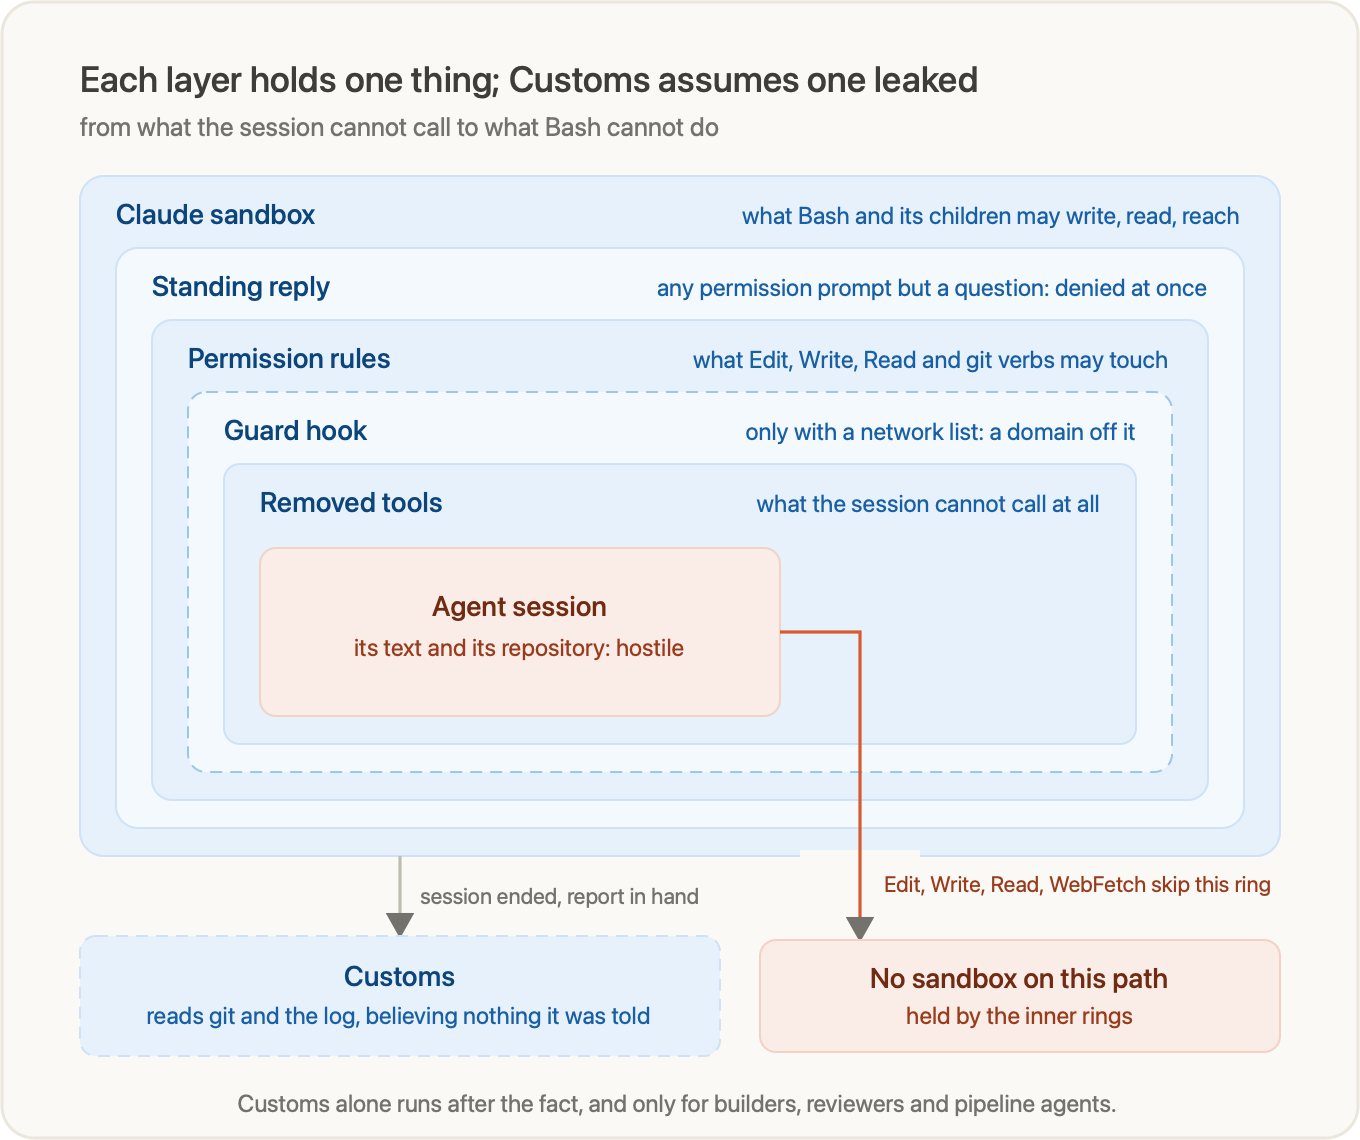 Each layer holds one thing; Customs assumes one leaked
from what the session cannot call to what Bash cannot do
Claude sandbox
what Bash and its children may write, read, reach
Standing reply
any permission prompt but a question: denied at once
Permission rules
what Edit, Write, Read and git verbs may touch
Guard hook
only with a network list: a domain off it
Removed tools
what the session cannot call at all
Agent session
its text and its repository: hostile
Edit, Write, Read, WebFetch skip this ring
session ended, report in hand
Customs
reads git and the log, believing nothing it was told
No sandbox on this path
held by the inner rings
Customs alone runs after the fact, and only for builders, reviewers and pipeline agents.